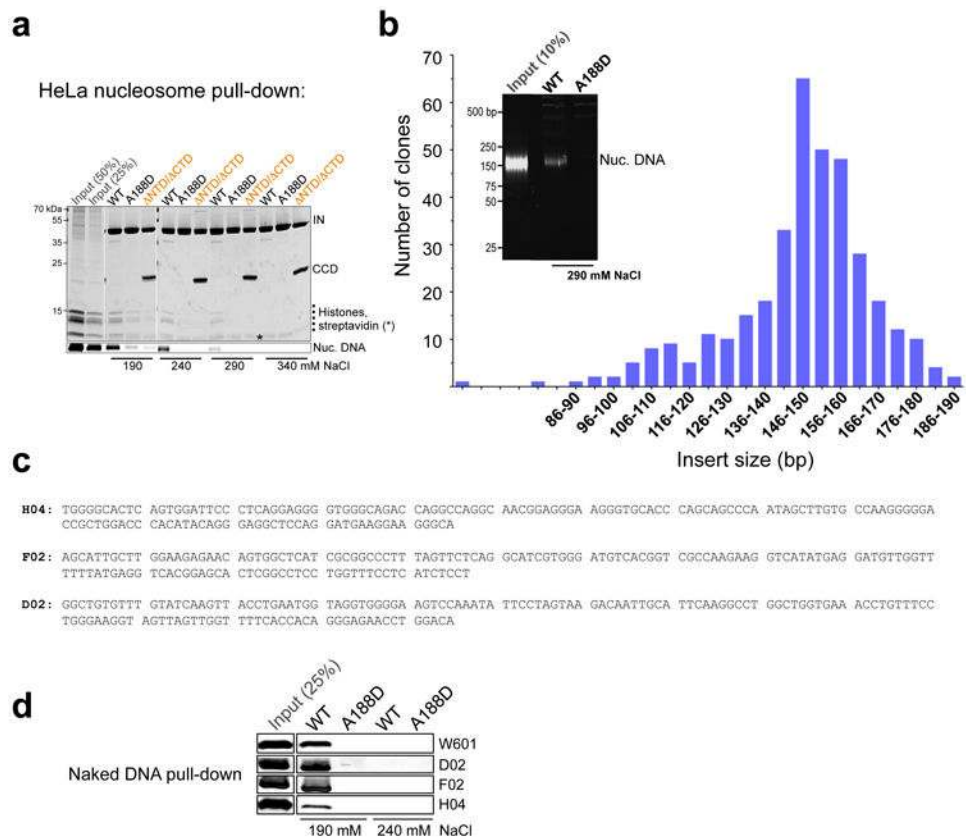 a
HeLa nucleosome pull-down:
Input (50%)
Input (25%)
WT
A188D
ΔNTD/ΔCTD
WT
A188D
ΔNTD/ΔCTD
WT
A188D
ΔNTD/ΔCTD
WT
A188D
ΔNTD/ΔCTD
70 kDa
55
35
25
15
IN
CCD
Histones,
streptavidin (*)
*
Nuc. DNA
190 240 290 340 mM NaCl
b
Number of clones
70
60
50
40
30
20
10
Input (10%)
WT
A188D
500 bp
250
150
75
50
25
Nuc. DNA
290 mM NaCl
86-90
96-100
106-110
116-120
126-130
136-140
146-150
156-160
166-170
176-180
186-190
Insert size (bp)
c
H04: TGGGGCACTC AGTGGATTCC CTCAGGAGGG GTGGGCAGAC CAGGCCAGGC AACGGAGGGA AGGGTGCACC CAGCAGCCCA ATAGCTTGTG CCAAGGGGGA
CCGCTGGACC CACATACAGG GAGGCTCCAG GATGAAGGAA GGGCA
F02: AGCATTGCTT GGAAGAGAAC AGTGGCTCAT CGCGGCCCTT TAGTTCTCAG GCATCGTGGG ATGTCACGGT CGCCAAGAAG GTCATATGAG GATGTTGGTT
TTTTATGAGG TCACGGAGCA CTCGGCCTCC TGGTTTCCTC ATCTCCT
D02: GGCTGTGTTT GTATCAAGTT ACCTGAATGG TAGGTGGGGA AGTCCAAATA TTCCTAGTAA GACAATTGCA TTCAAGGCCT GGCTGGTGAA ACCTGTTTCC
TGGGAAGGT AGTTAGTTGGT TTTCACCACA GGGAGAACCT GGACA
d
Input (25%)
WT
A188D
WT
A188D
Naked DNA pull-down
W601
D02
F02
H04
190 mM 240 mM NaCl